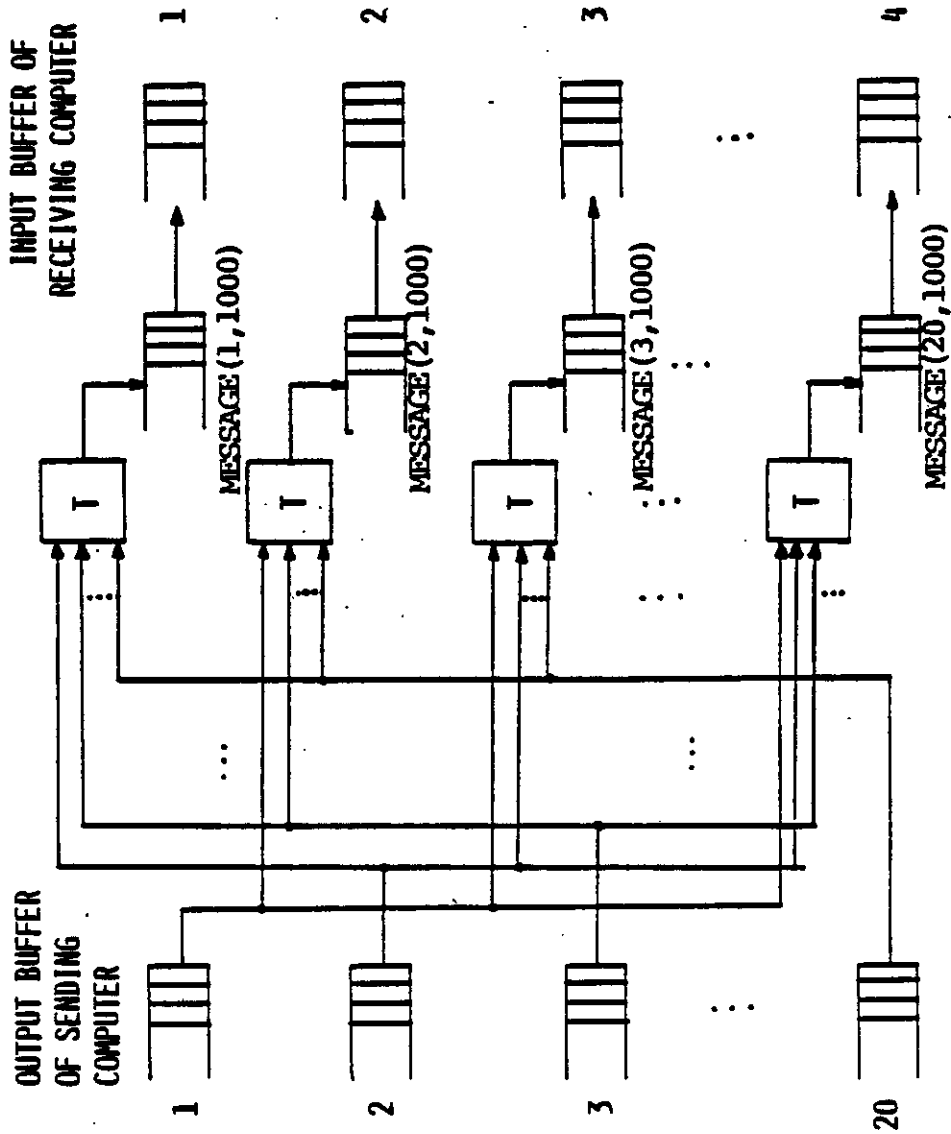 OUTPUT BUFFER
OF SENDING
COMPUTER
INPUT BUFFER OF
RECEIVING COMPUTER
1
T
MESSAGE(1,1000)
1
2
T
MESSAGE(2,1000)
2
3
T
MESSAGE(3,1000)
3
20
T
MESSAGE(20,1000)
4